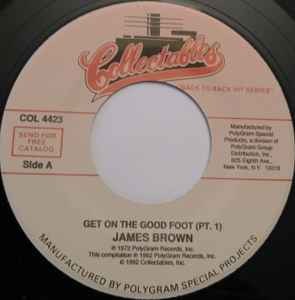 Collectables
BACK TO BACK HIT SERIES
COL 4423
SEND FOR
FREE
CATALOG
Side A
Manufactured by
PolyGram Special
Products, a division of
PolyGram Group
Distribution, Inc.,
825 Eighth Ave.,
New York, N.Y. 10019
GET ON THE GOOD FOOT (PT. 1)
JAMES BROWN
℗ 1972 PolyGram Records, Inc.
This compilation ℗ 1992 PolyGram Records, Inc.
© 1992 Collectables, Inc.
MANUFACTURED BY POLYGRAM SPECIAL PROJECTS